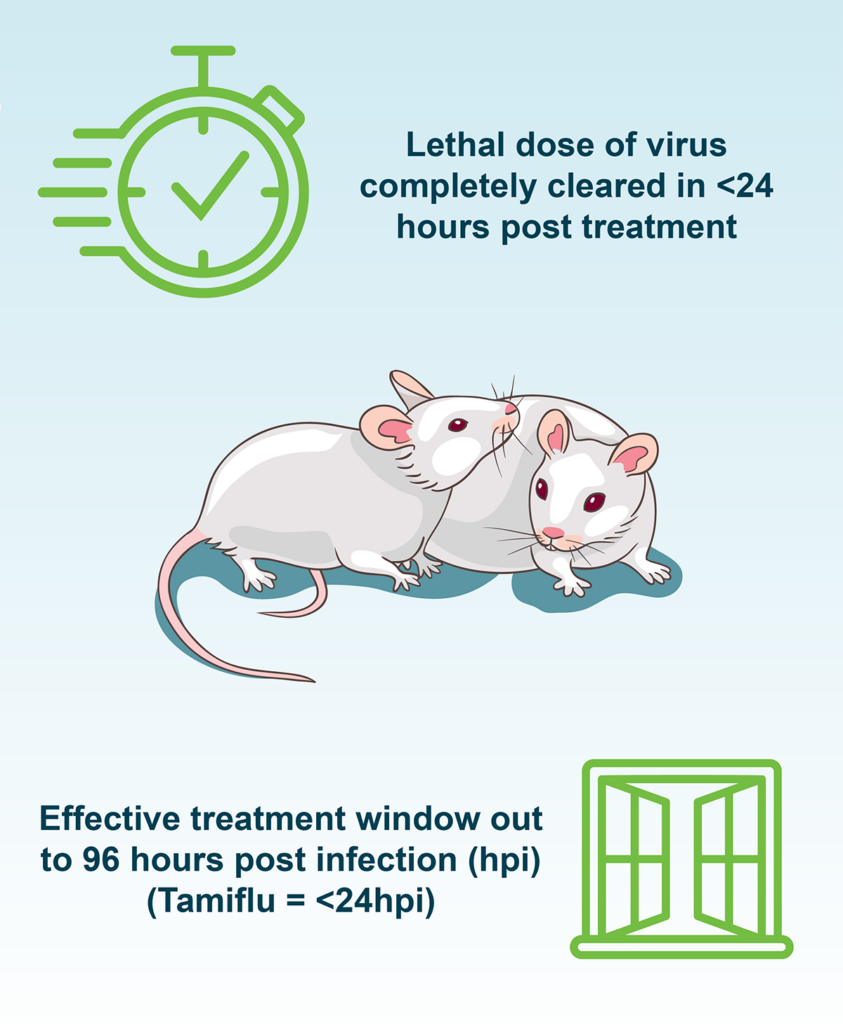 Lethal dose of virus
completely cleared in <24
hours post treatment
Effective treatment window out
to 96 hours post infection (hpi)
(Tamiflu = <24hpi)